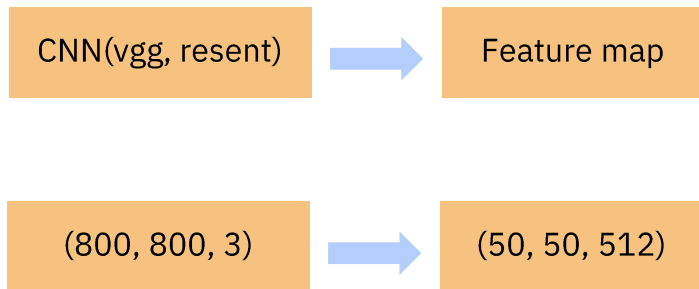 CNN(vgg, resent)
Feature map
(800, 800, 3)
(50, 50, 512)